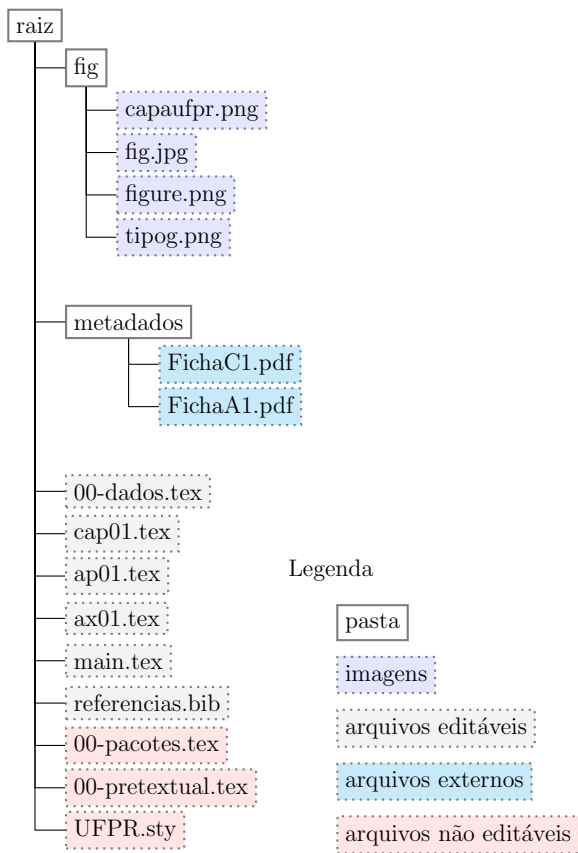 raiz
fig
capaufpr.png
fig.jpg
figure.png
tipog.png
metadados
FichaC1.pdf
FichaA1.pdf
00-dados.tex
cap01.tex
ap01.tex
ax01.tex
main.tex
referencias.bib
00-pacotes.tex
00-pretextual.tex
UFPR.sty
Legenda
pasta
imagens
arquivos editáveis
arquivos externos
arquivos não editáveis